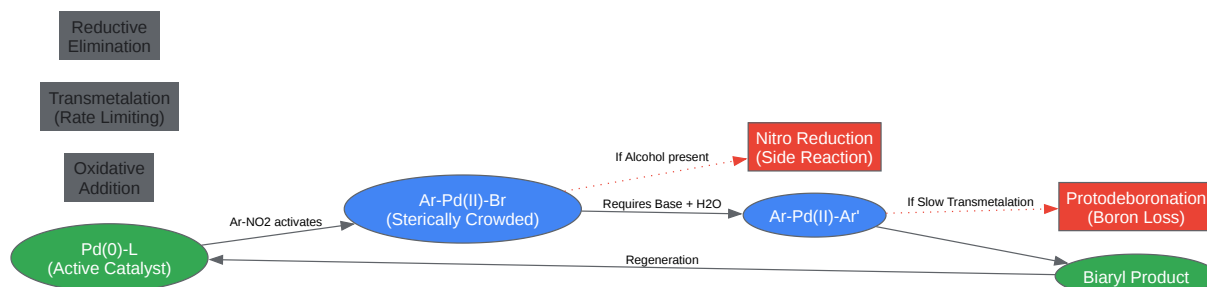 Reductive
Elimination
Transmetalation
(Rate Limiting)
Oxidative
Addition
Pd(0)-L
(Active Catalyst)
Ar-NO2 activates
Ar-Pd(II)-Br
(Sterically Crowded)
If Alcohol present
Nitro Reduction
(Side Reaction)
Requires Base + H2O
Ar-Pd(II)-Ar'
If Slow Transmetalation
Protodeboronation
(Boron Loss)
Regeneration
Biaryl Product